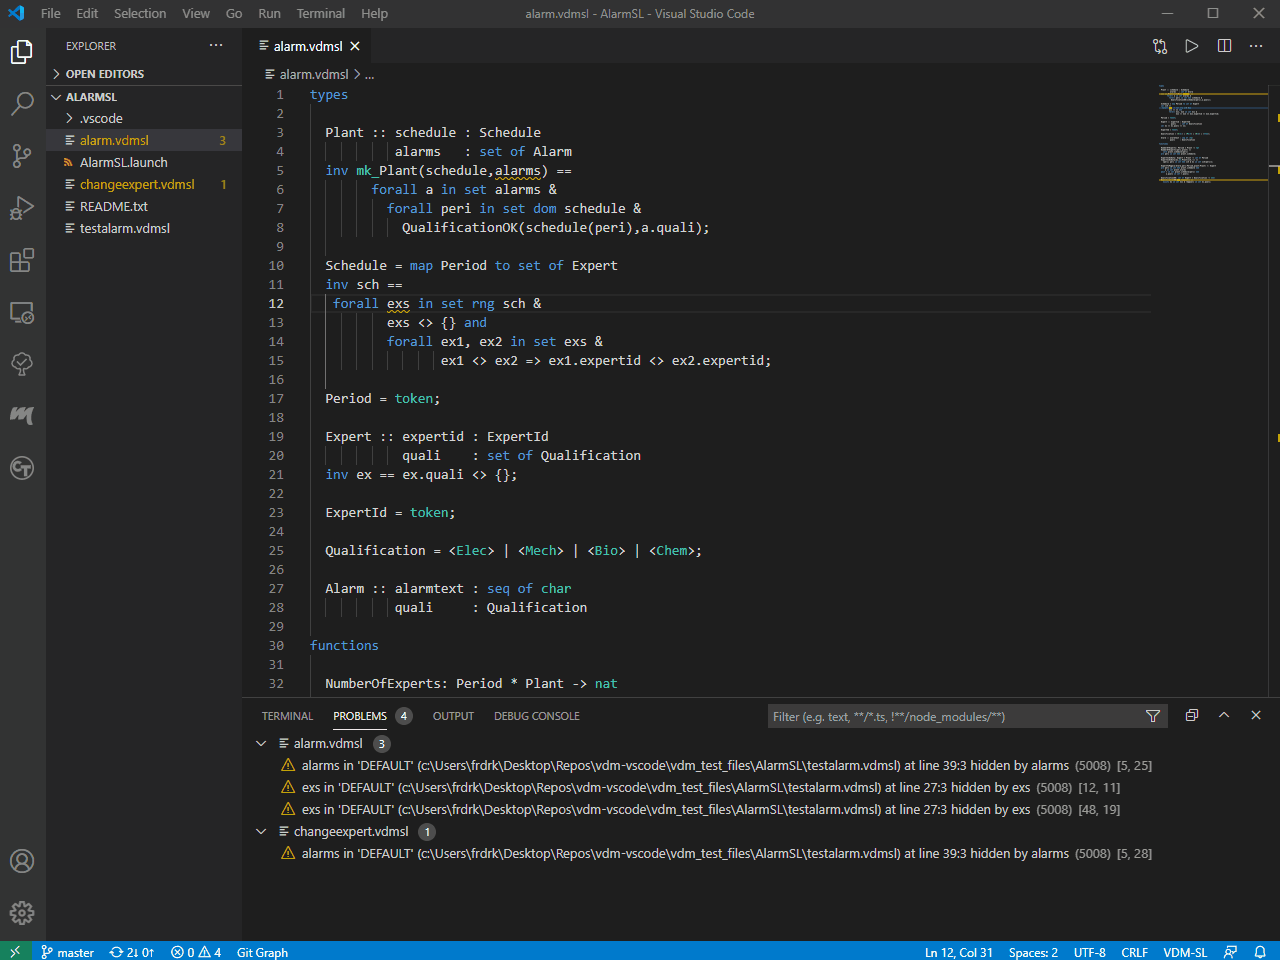 File Edit Selection View Go Run Terminal Help alarm.vdmsl - AlarmSL - Visual Studio Code
EXPLORER ···
OPEN EDITORS
ALARMSL
.vscode
alarm.vdmsl 3
AlarmSL.launch
changeexpert.vdmsl 1
README.txt
testalarm.vdmsl
alarm.vdmsl
alarm.vdmsl > ...
1 types
2
3 Plant :: schedule : Schedule
4 alarms : set of Alarm
5 inv mk_Plant(schedule,alarms) ==
6 forall a in set alarms &
7 forall peri in set dom schedule &
8 QualificationOK(schedule(peri),a.quali);
9
10 Schedule = map Period to set of Expert
11 inv sch ==
12 forall exs in set rng sch &
13 exs <> {} and
14 forall ex1, ex2 in set exs &
15 ex1 <> ex2 => ex1.expertid <> ex2.expertid;
16
17 Period = token;
18
19 Expert :: expertid : ExpertId
20 quali : set of Qualification
21 inv ex == ex.quali <> {};
22
23 ExpertId = token;
24
25 Qualification = <Elec> | <Mech> | <Bio> | <Chem>;
26
27 Alarm :: alarmtext : seq of char
28 quali : Qualification
29
30 functions
31
32 NumberOfExperts: Period * Plant -> nat
TERMINAL PROBLEMS 4 OUTPUT DEBUG CONSOLE Filter (e.g. text, **/*.ts, !**/node_modules/**)
alarm.vdmsl 3
alarms in 'DEFAULT' (c:\Users\frdrk\Desktop\Repos\vdm-vscode\vdm_test_files\AlarmSL\testalarm.vdmsl) at line 39:3 hidden by alarms (5008) [5, 25]
exs in 'DEFAULT' (c:\Users\frdrk\Desktop\Repos\vdm-vscode\vdm_test_files\AlarmSL\testalarm.vdmsl) at line 27:3 hidden by exs (5008) [12, 11]
exs in 'DEFAULT' (c:\Users\frdrk\Desktop\Repos\vdm-vscode\vdm_test_files\AlarmSL\testalarm.vdmsl) at line 27:3 hidden by exs (5008) [48, 19]
changeexpert.vdmsl 1
alarms in 'DEFAULT' (c:\Users\frdrk\Desktop\Repos\vdm-vscode\vdm_test_files\AlarmSL\testalarm.vdmsl) at line 39:3 hidden by alarms (5008) [5, 28]
master 2↓ 0↑ 0 4 Git Graph Ln 12, Col 31 Spaces: 2 UTF-8 CRLF VDM-SL